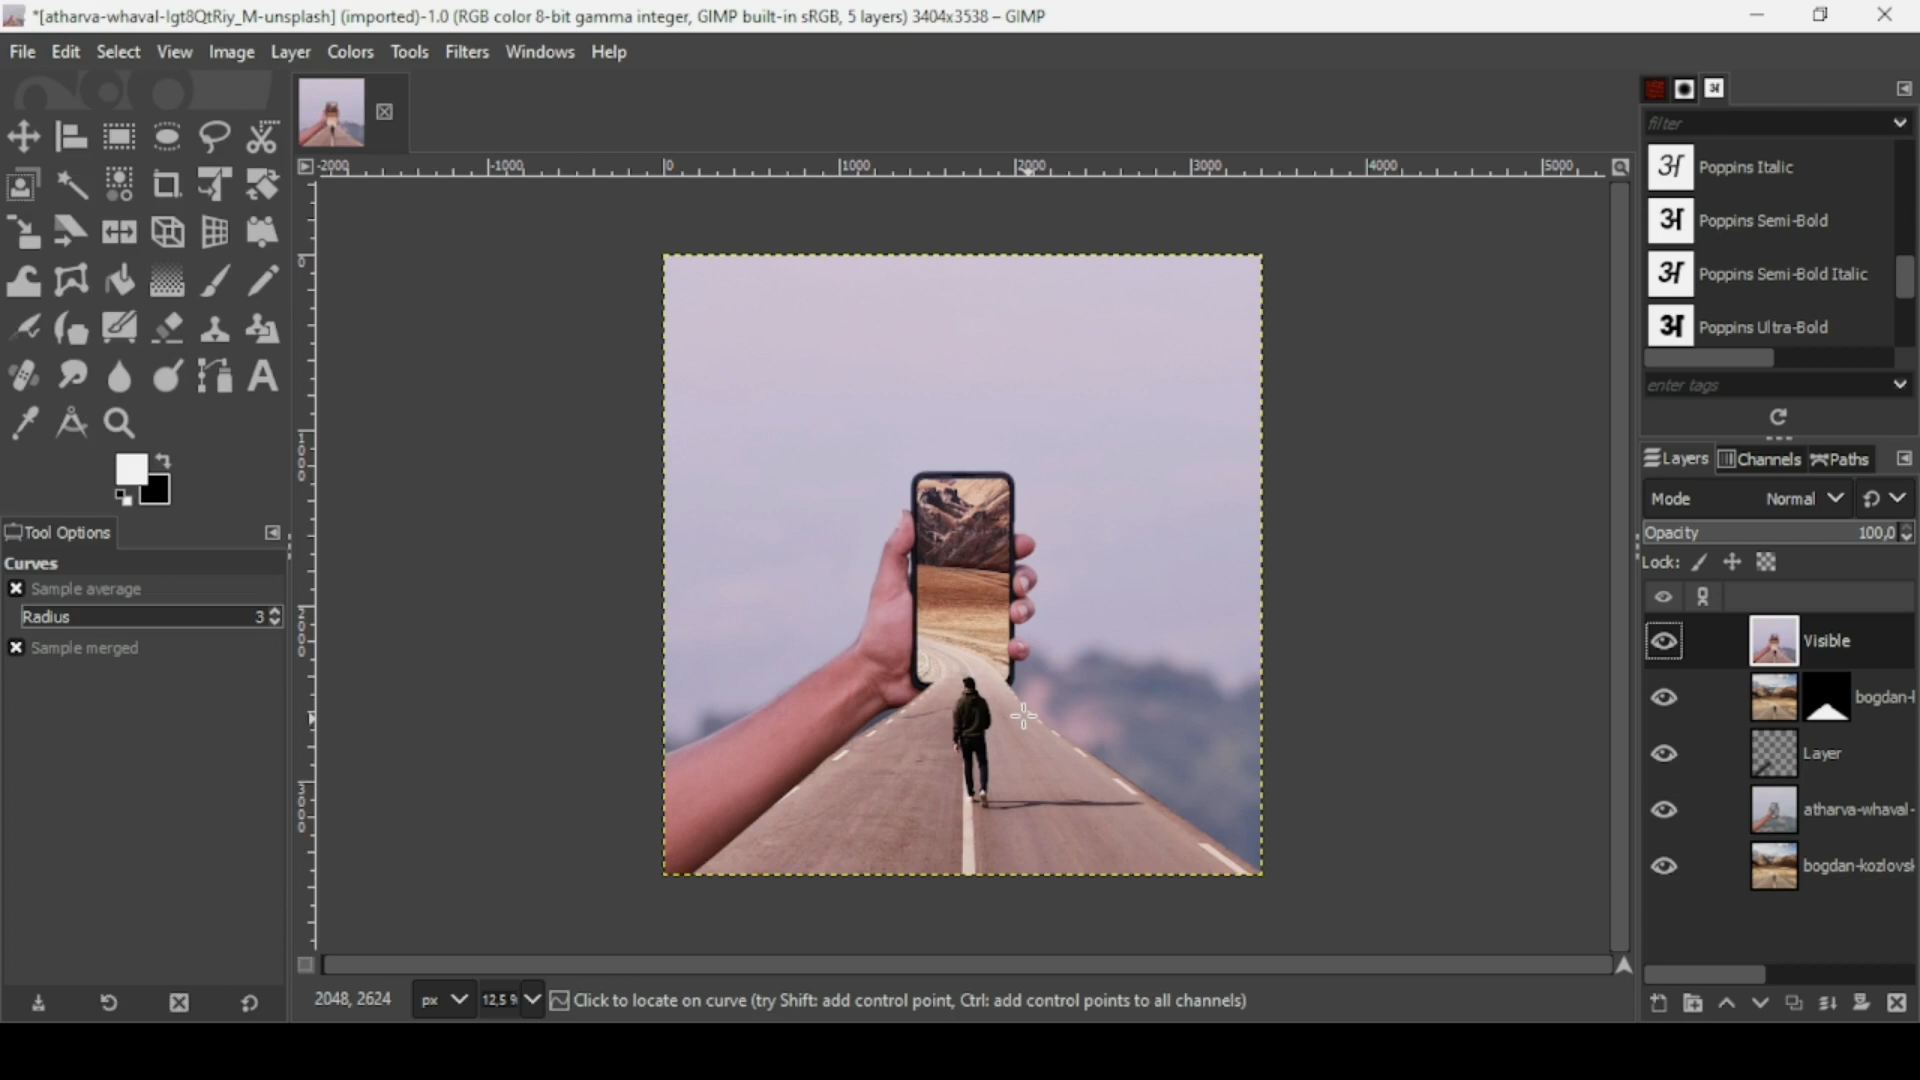 *[atharva-whaval-Igt8QtRiy_M-unsplash] (imported)-1.0 (RGB color 8-bit gamma integer, GIMP built-in sRGB, 5 layers) 3404x3538 – GIMP
File Edit Select View Image Layer Colors Tools Filters Windows Help
-2000 -1000 0 1000 2000 3000 4000 5000
0
1000
2000
3000
Tool Options
Curves
Sample average
Radius 3
Sample merged
filter
अ Poppins Italic
अ Poppins Semi-Bold
अ Poppins Semi-Bold Italic
अ Poppins Ultra-Bold
enter tags
Layers Channels Paths
Mode Normal
Opacity 100,0
Lock:
Visible
bogdan-
Layer
atharva-whaval-
bogdan-kozlovs
2048, 2624 px 12,5 % Click to locate on curve (try Shift: add control point, Ctrl: add control points to all channels)